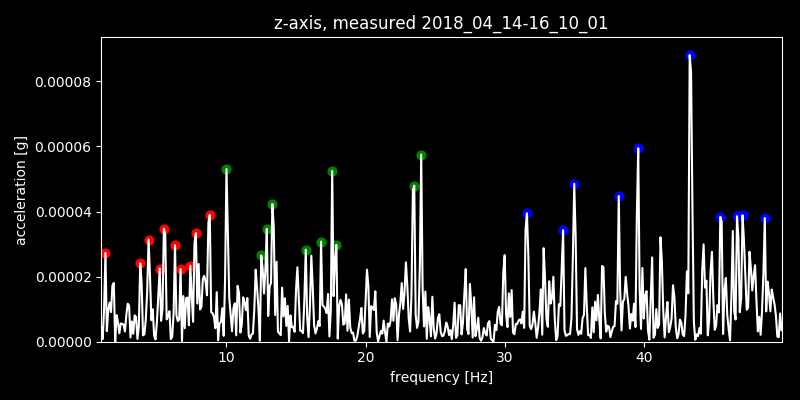 z-axis, measured 2018_04_14-16_10_01
0.00008
0.00006
0.00004
0.00002
0.00000
acceleration [g]
10 20 30 40
frequency [Hz]